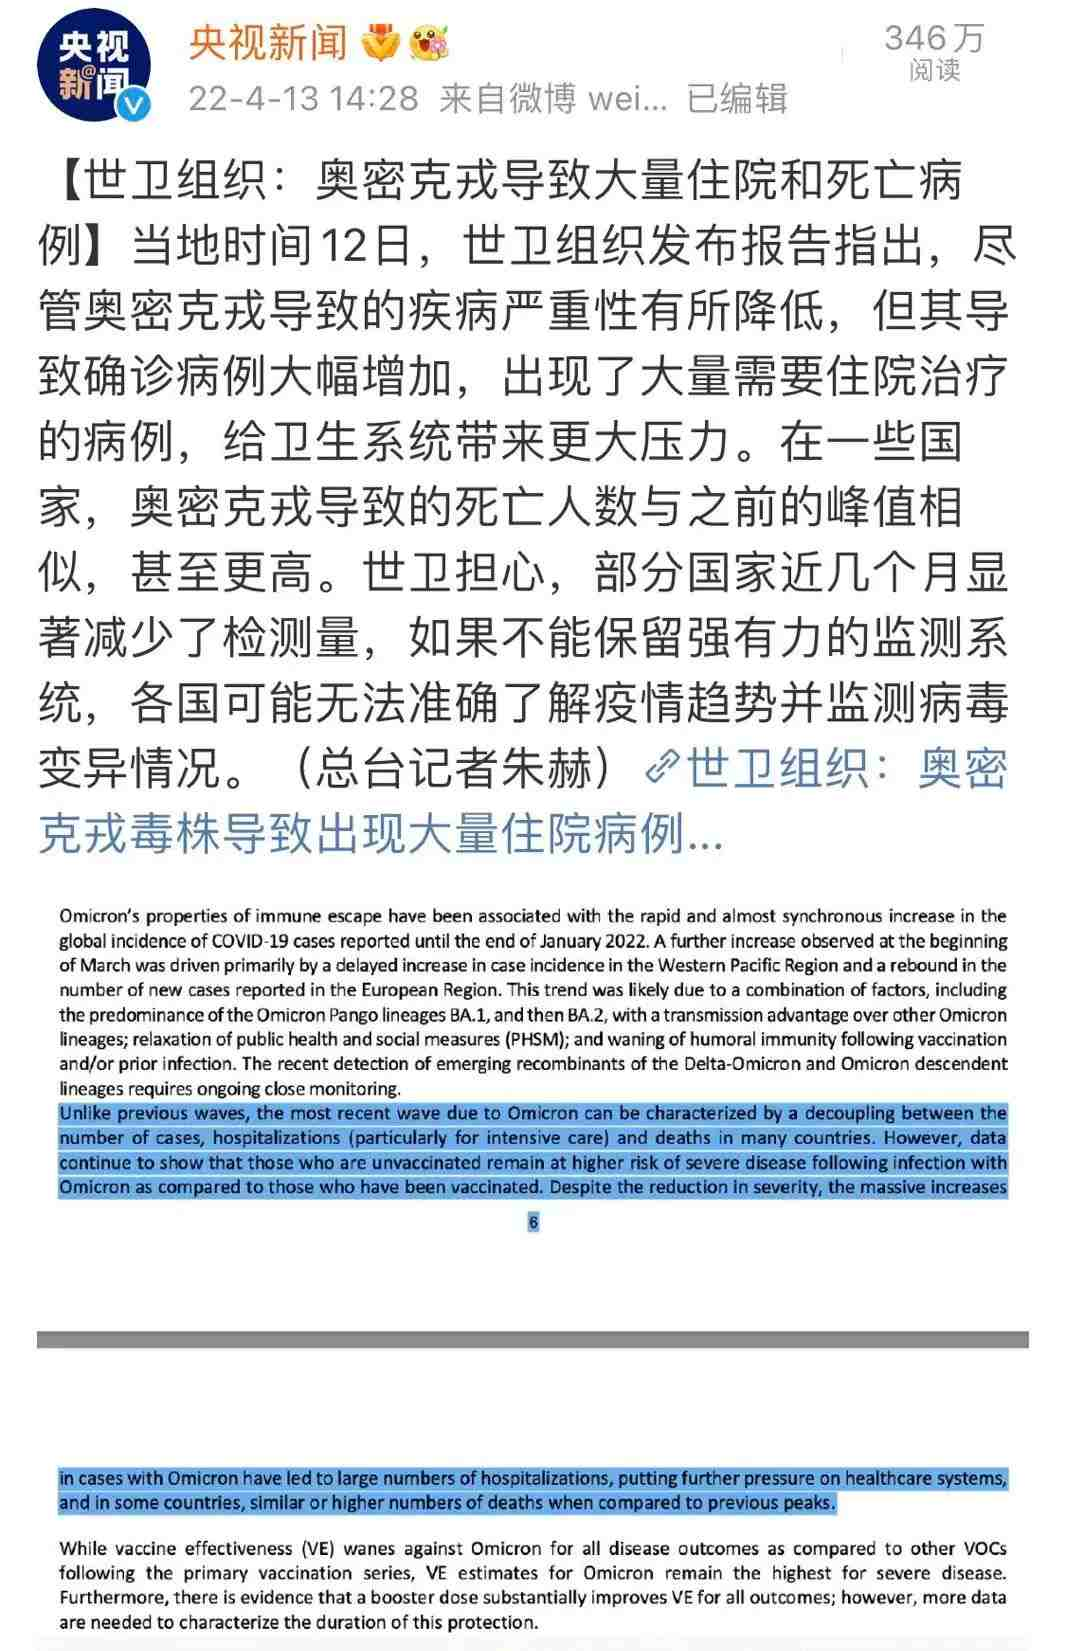 央视
新@闻
央视新闻
346万
阅读
22-4-13 14:28 来自微博 wei... 已编辑
【世卫组织：奥密克戎导致大量住院和死亡病
例】当地时间12日，世卫组织发布报告指出，尽
管奥密克戎导致的疾病严重性有所降低，但其导
致确诊病例大幅增加，出现了大量需要住院治疗
的病例，给卫生系统带来更大压力。在一些国
家，奥密克戎导致的死亡人数与之前的峰值相
似，甚至更高。世卫担心，部分国家近几个月显
著减少了检测量，如果不能保留强有力的监测系
统，各国可能无法准确了解疫情趋势并监测病毒
变异情况。（总台记者朱赫）世卫组织：奥密
克戎毒株导致出现大量住院病例...
Omicron's properties of immune escape have been associated with the rapid and almost synchronous increase in the
global incidence of COVID-19 cases reported until the end of January 2022. A further increase observed at the beginning
of March was driven primarily by a delayed increase in case incidence in the Western Pacific Region and a rebound in the
number of new cases reported in the European Region. This trend was likely due to a combination of factors, including
the predominance of the Omicron Pango lineages BA.1, and then BA.2, with a transmission advantage over other Omicron
lineages; relaxation of public health and social measures (PHSM); and waning of humoral immunity following vaccination
and/or prior infection. The recent detection of emerging recombinants of the Delta-Omicron and Omicron descendent
lineages requires ongoing close monitoring.
Unlike previous waves, the most recent wave due to Omicron can be characterized by a decoupling between the
number of cases, hospitalizations (particularly for intensive care) and deaths in many countries. However, data
continue to show that those who are unvaccinated remain at higher risk of severe disease following infection with
Omicron as compared to those who have been vaccinated. Despite the reduction in severity, the massive increases
6
in cases with Omicron have led to large numbers of hospitalizations, putting further pressure on healthcare systems,
and in some countries, similar or higher numbers of deaths when compared to previous peaks.
While vaccine effectiveness (VE) wanes against Omicron for all disease outcomes as compared to other VOCs
following the primary vaccination series, VE estimates for Omicron remain the highest for severe disease.
Furthermore, there is evidence that a booster dose substantially improves VE for all outcomes; however, more data
are needed to characterize the duration of this protection.